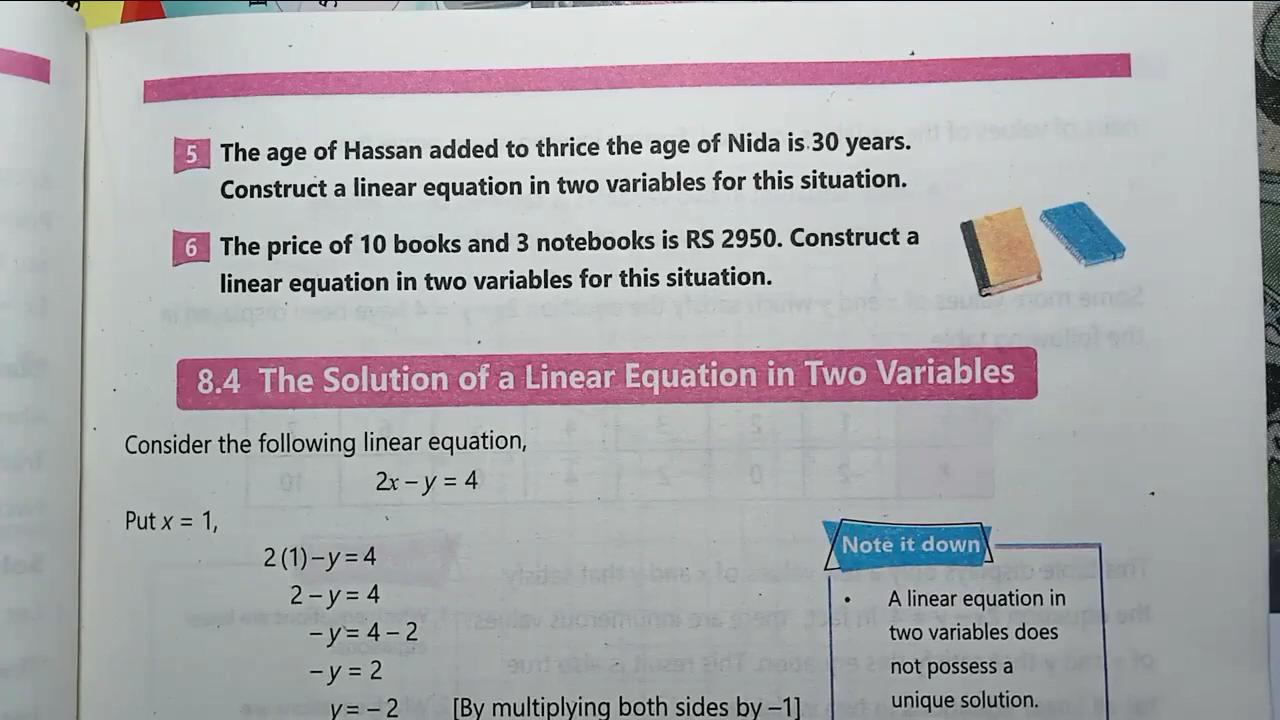 5 The age of Hassan added to thrice the age of Nida is 30 years.
Construct a linear equation in two variables for this situation.
6 The price of 10 books and 3 notebooks is RS 2950. Construct a
linear equation in two variables for this situation.
8.4 The Solution of a Linear Equation in Two Variables
Consider the following linear equation,
2x – y = 4
Put x = 1,
2 (1) – y = 4
2 – y = 4
– y = 4 – 2
– y = 2
y = – 2 [By multiplying both sides by –1]
Note it down
• A linear equation in
two variables does
not possess a
unique solution.